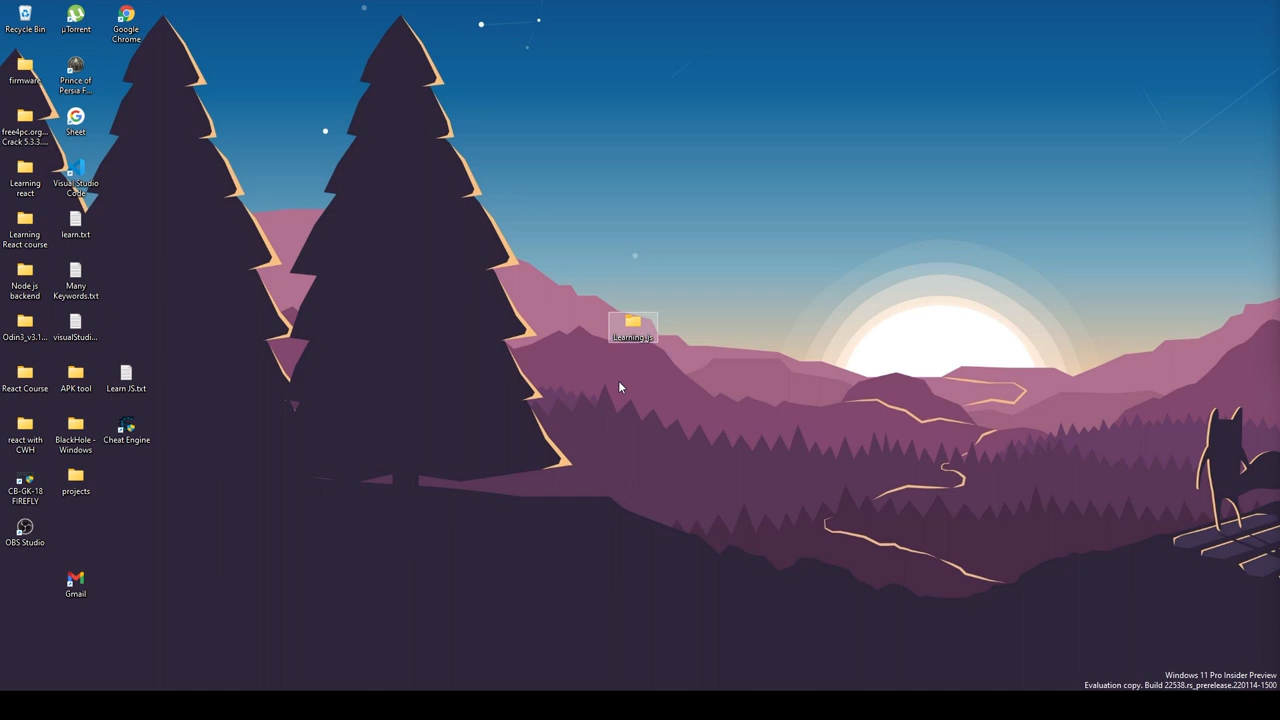 Recycle Bin
µTorrent
Google
Chrome
firmware
Prince of
Persia F...
free4pc.org...
Crack 5.3.3....
Sheet
Learning
react
Visual Studio
Code
Learning
React course
learn.txt
Node js
backend
Many
Keywords.txt
Odin3_v3.1...
visualStudi...
Learning js
React Course
APK tool
Learn JS.txt
react with
CWH
BlackHole -
Windows
Cheat Engine
CB-GK-18
FIREFLY
projects
OBS Studio
Gmail
Windows 11 Pro Insider Preview
Evaluation copy. Build 22538.rs_prerelease.220114-1500